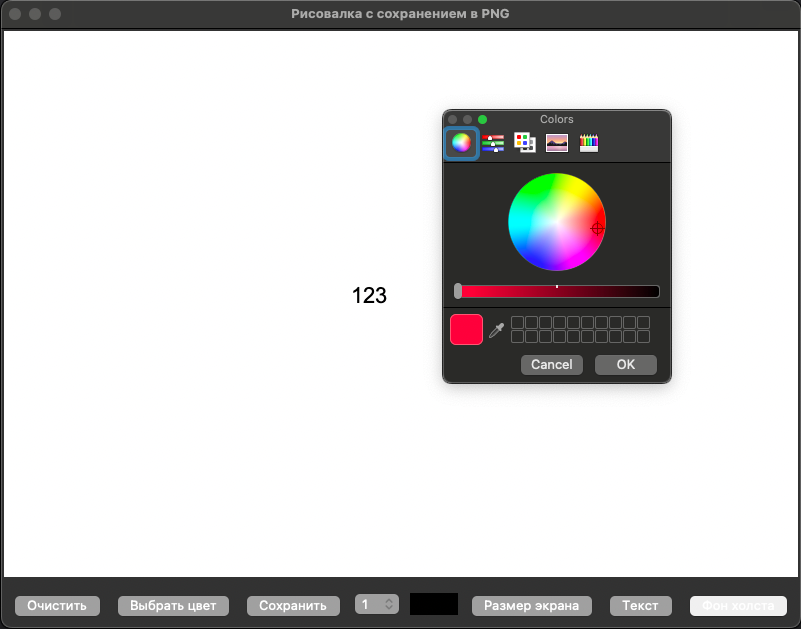 Рисовалка с сохранением в PNG
Colors
123
Cancel
OK
Очистить
Выбрать цвет
Сохранить
1
Размер экрана
Текст
Фон холста